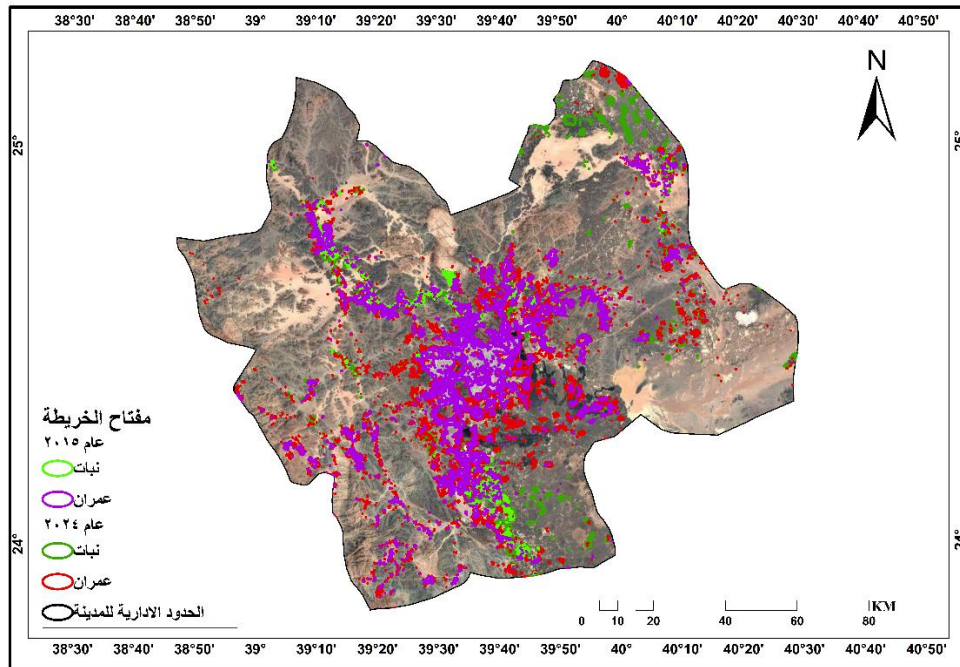 38°30' 38°40' 38°50' 39° 39°10' 39°20' 39°30' 39°40' 39°50' 40° 40°10' 40°20' 40°30' 40°40' 40°50'
N
25° 25°
مفتاح الخريطة
عام ٢٠١٥
نبات
عمران
عام ٢٠٢٤
نبات
عمران
الحدود الادارية للمدينة
24° 24°
KM
0 10 20 40 60 80
38°30' 38°40' 38°50' 39° 39°10' 39°20' 39°30' 39°40' 39°50' 40° 40°10' 40°20' 40°30' 40°40' 40°50'